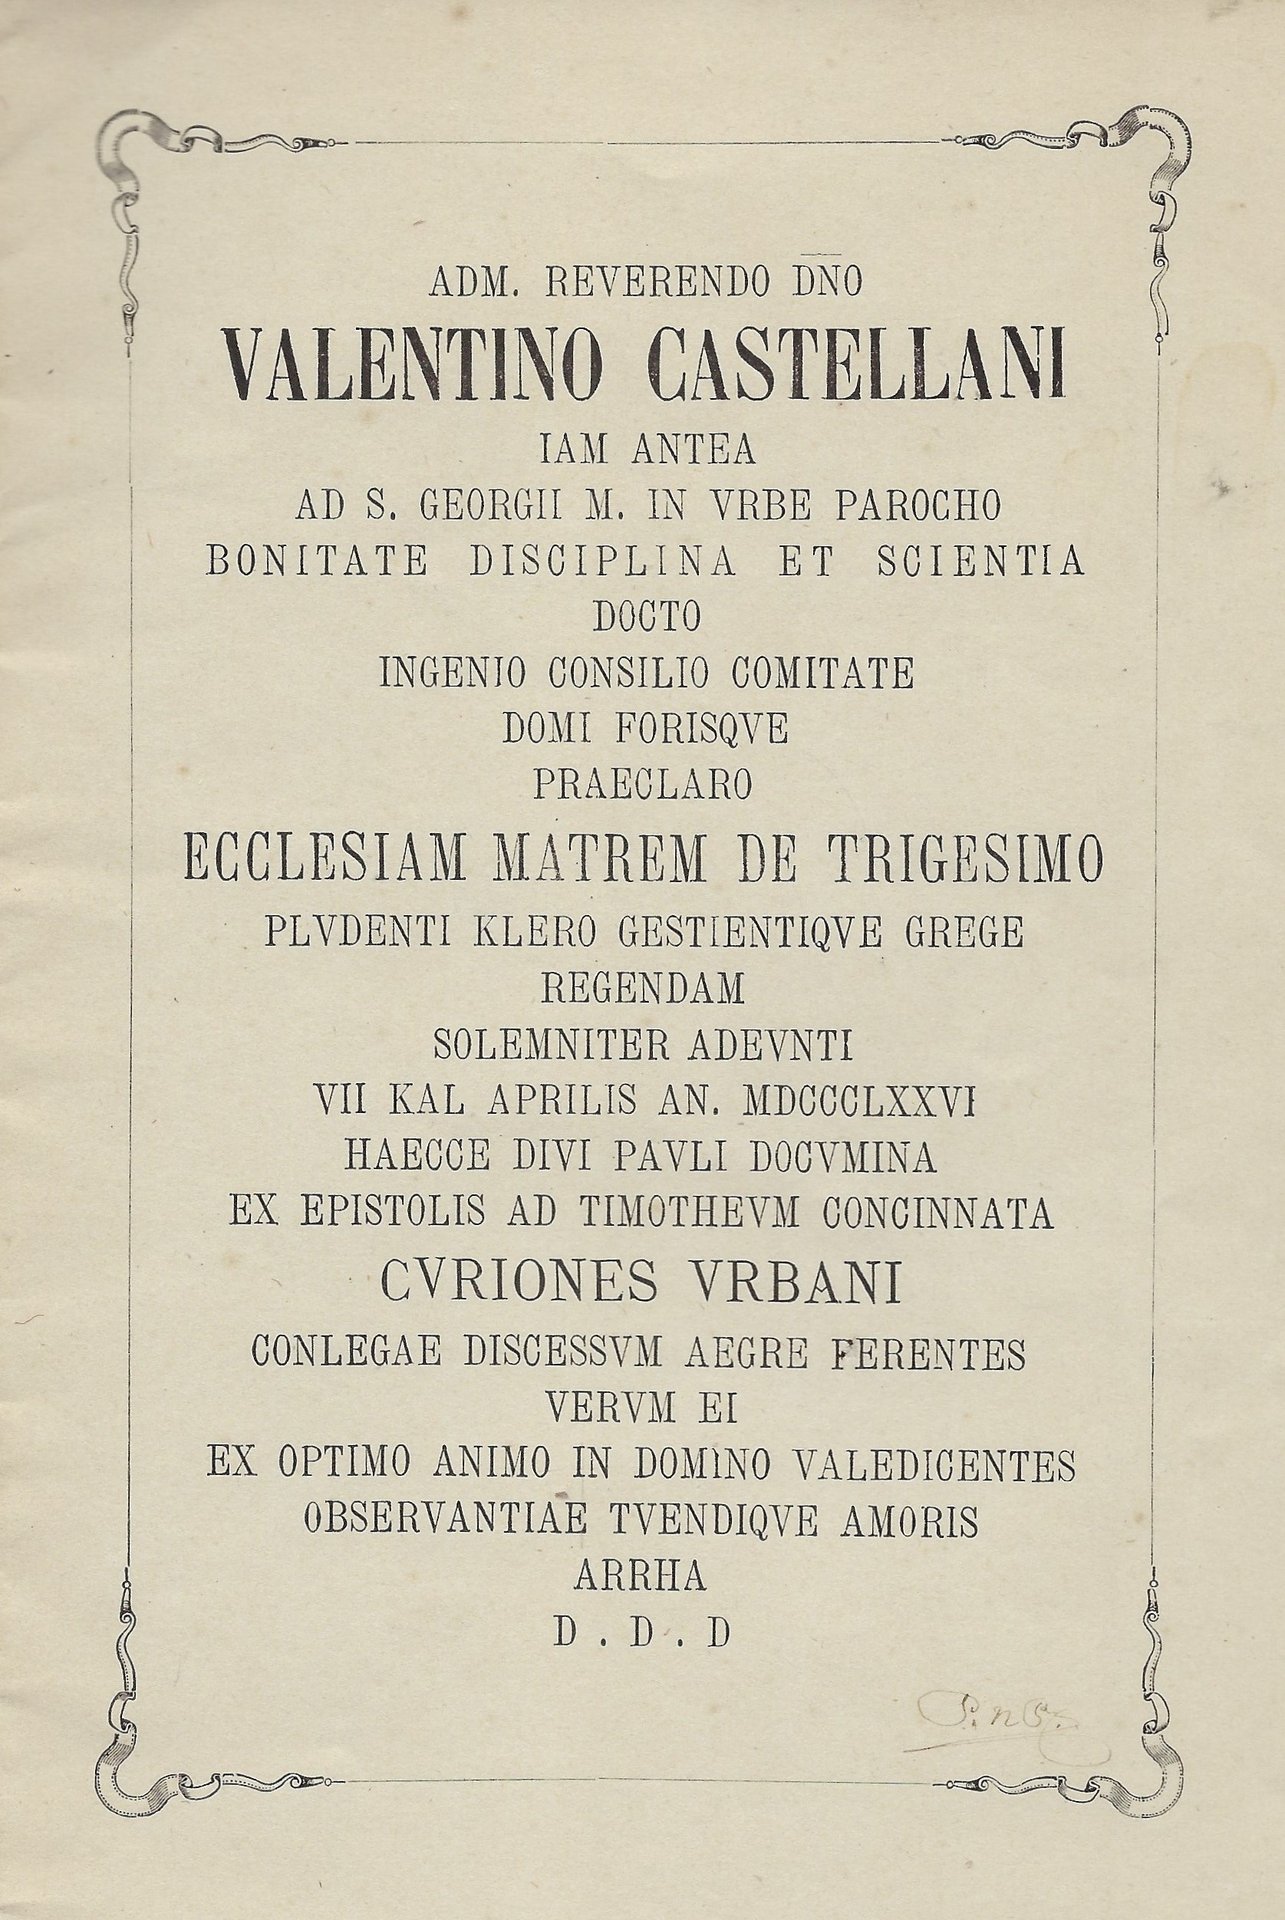 ADM. REVERENDO DÑO
VALENTINO CASTELLANI
IAM ANTEA
AD S. GEORGII M. IN VRBE PAROCHO
BONITATE DISCIPLINA ET SCIENTIA
DOCTO
INGENIO CONSILIO COMITATE
DOMI FORISQVE
PRAECLARO
ECCLESIAM MATREM DE TRIGESIMO
PLVDENTI KLERO GESTIENTIQVE GREGE
REGENDAM
SOLEMNITER ADEVNTI
VII KAL APRILIS AN. MDCCCLXXVI
HAECCE DIVI PAVLI DOCVMINA
EX EPISTOLIS AD TIMOTHEVM CONCINNATA
CVRIONES VRBANI
CONLEGAE DISCESSVM AEGRE FERENTES
VERVM EI
EX OPTIMO ANIMO IN DOMINO VALEDICENTES
OBSERVANTIAE TVENDIQVE AMORIS
ARRHA
D . D . D